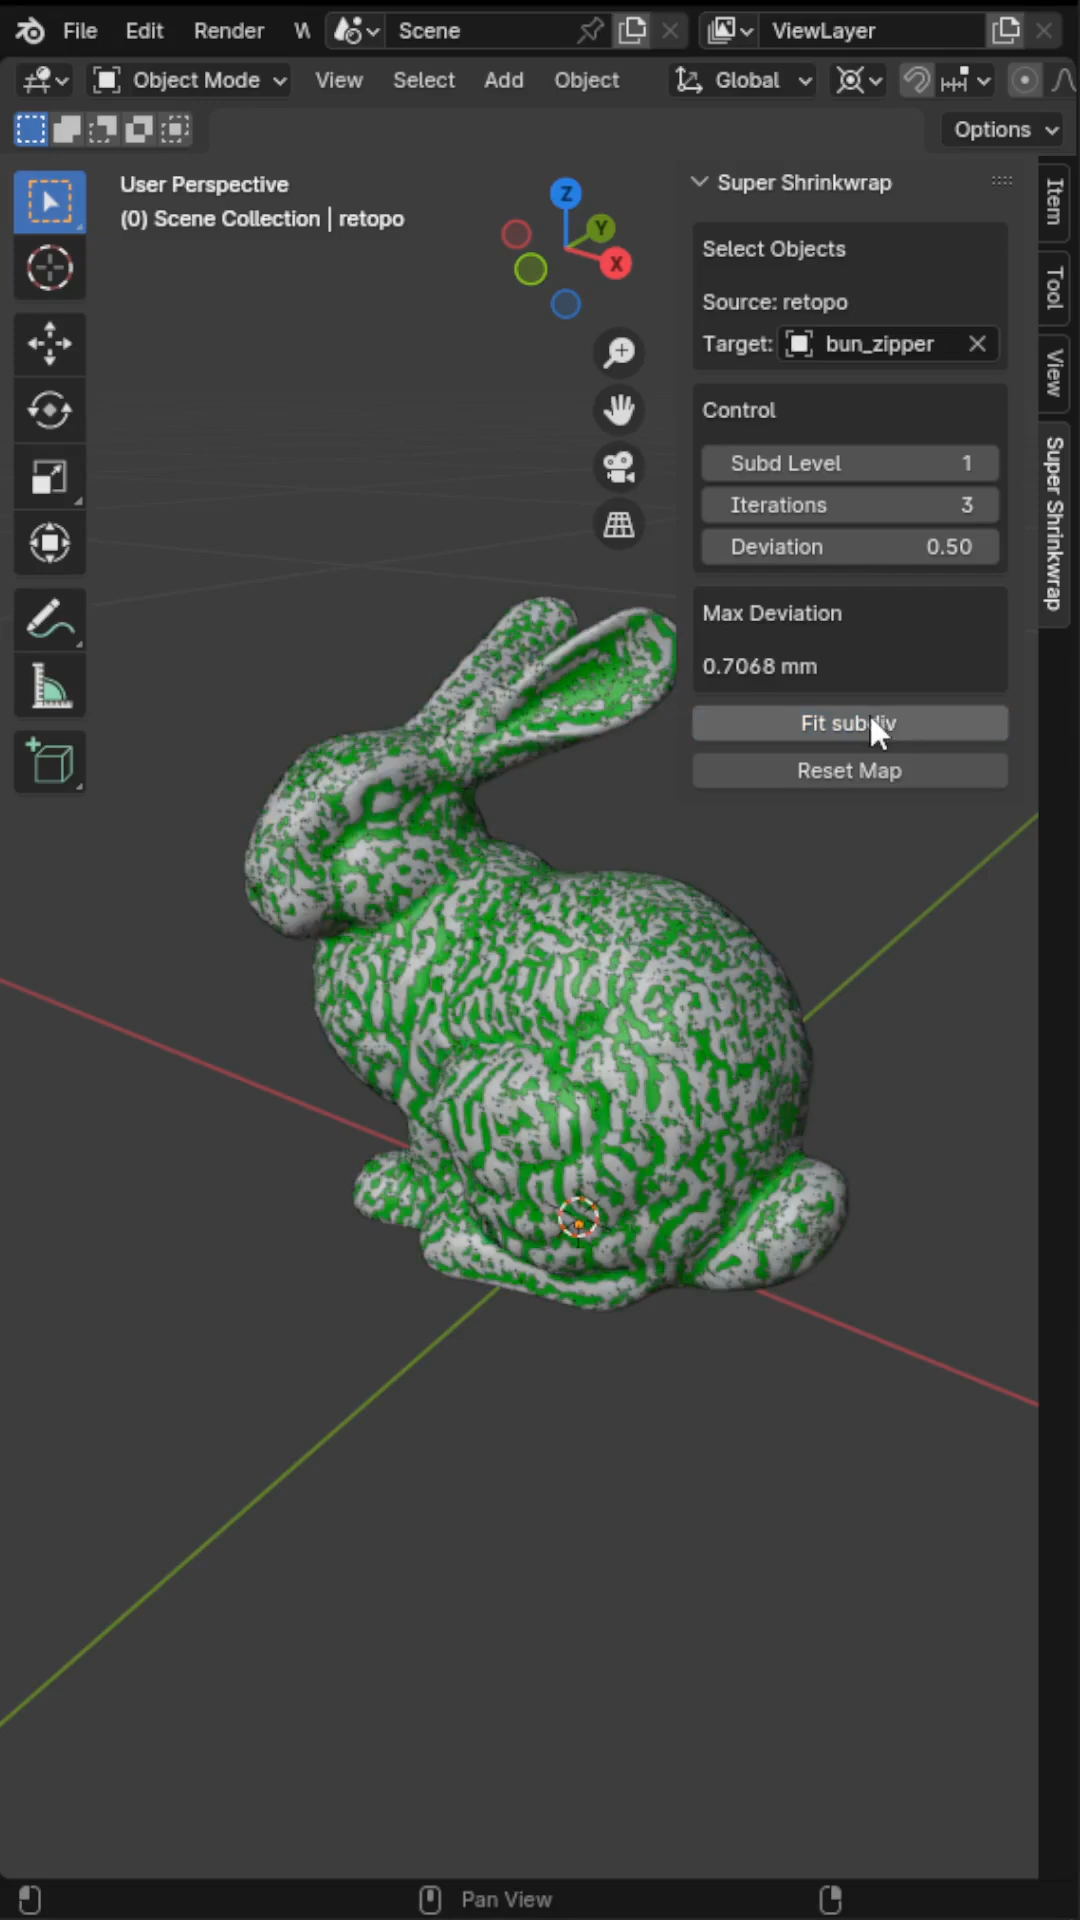 File Edit Render W Scene ViewLayer
Object Mode View Select Add Object Global
Options
User Perspective
(0) Scene Collection | retopo
Z
Y
X
Super Shrinkwrap
Select Objects
Source: retopo
Target: bun_zipper
Control
Subd Level 1
Iterations 3
Deviation 0.50
Max Deviation
0.7068 mm
Fit subdiv
Reset Map
Item
Tool
View
Super Shrinkwrap
Pan View